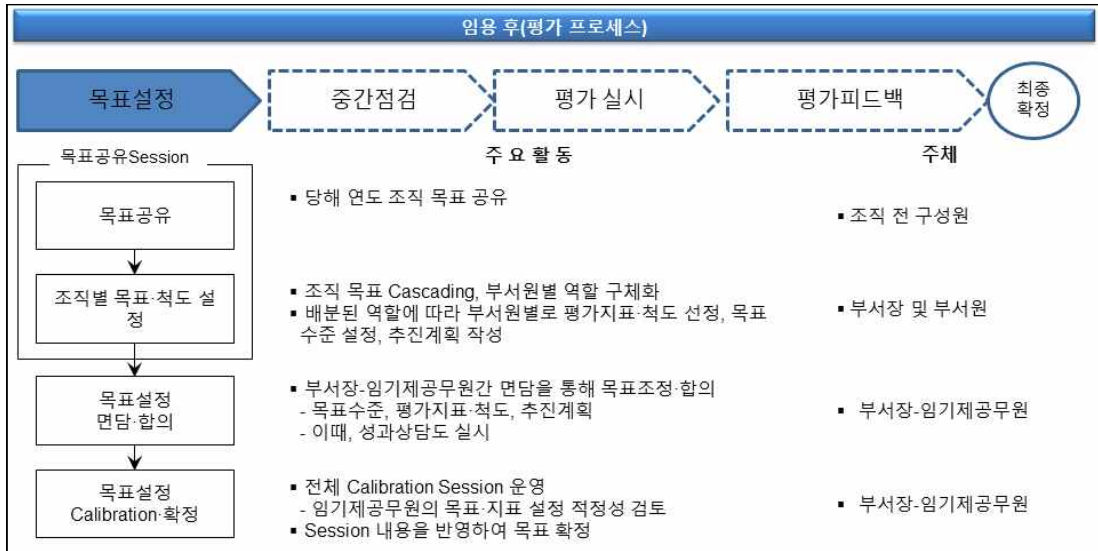 임용 후(평가 프로세스)
목표설정
중간점검
평가 실시
평가피드백
최종
확정
목표공유Session
주 요 활 동
주체
목표공유
▪ 당해 연도 조직 목표 공유
▪ 조직 전 구성원
조직별 목표·척도 설
정
▪ 조직 목표 Cascading, 부서원별 역할 구체화
▪ 배분된 역할에 따라 부서원별로 평가지표·척도 선정, 목표
수준 설정, 추진계획 작성
▪ 부서장 및 부서원
목표설정
면담·합의
▪ 부서장-임기제공무원간 면담을 통해 목표조정·합의
- 목표수준, 평가지표·척도, 추진계획
- 이때, 성과상담도 실시
▪ 부서장-임기제공무원
목표설정
Calibration·확정
▪ 전체 Calibration Session 운영
- 임기제공무원의 목표·지표 설정 적정성 검토
▪ Session 내용을 반영하여 목표 확정
▪ 부서장-임기제공무원